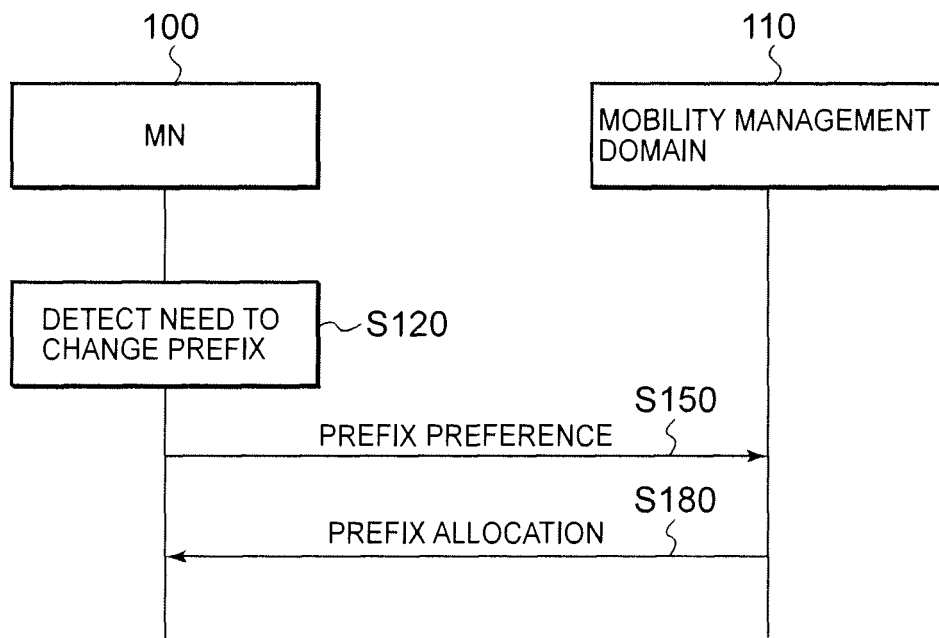 100
110
MN
MOBILITY MANAGEMENT
DOMAIN
DETECT NEED TO
CHANGE PREFIX
S120
S150
PREFIX PREFERENCE
S180
PREFIX ALLOCATION